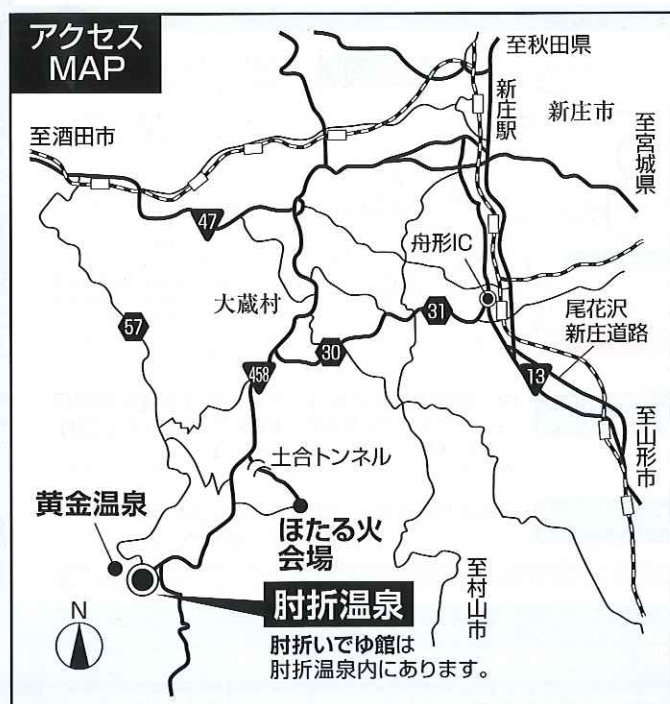 アクセス
MAP
至秋田県
新庄駅
新庄市
至宮城県
至酒田市
47
舟形IC
大蔵村
57
31
30
尾花沢
新庄道路
458
13
土合トンネル
至山形市
黄金温泉
ほたる火
会場
至村山市
肘折温泉
N
肘折いでゆ館は
肘折温泉内にあります。